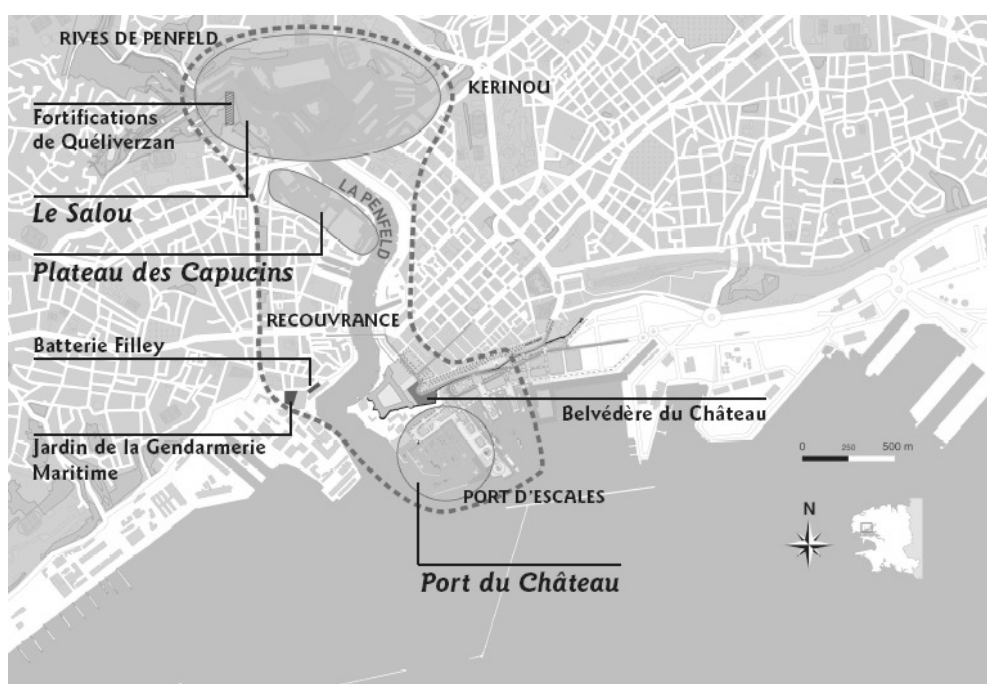 RIVES DE PENFELD
KERINOU
Fortifications
de Quéliverzan
Le Salou
LA PENFELD
Plateau des Capucins
RECOUVRANCE
Batterie Filley
Belvédère du Château
Jardin de la Gendarmerie
Maritime
0 250 500 m
PORT D'ESCALES
N
Port du Château